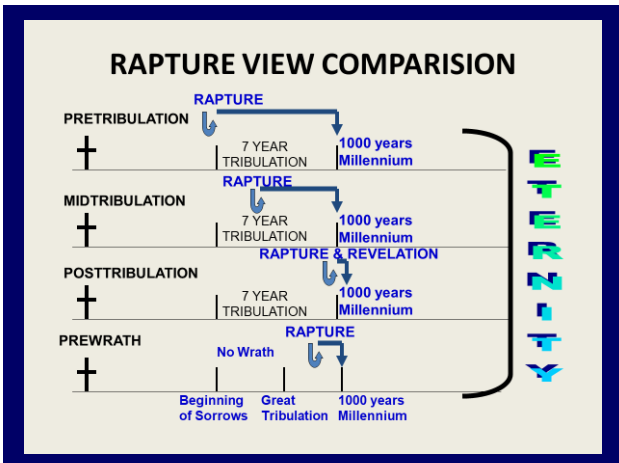 RAPTURE VIEW COMPARISION
RAPTURE
PRETRIBULATION
7 YEAR
TRIBULATION
1000 years
Millennium
RAPTURE
MIDTRIBULATION
7 YEAR
TRIBULATION
1000 years
Millennium
RAPTURE & REVELATION
POSTTRIBULATION
7 YEAR
TRIBULATION
1000 years
Millennium
RAPTURE
PREWRATH
No Wrath
Beginning
of Sorrows
Great
Tribulation
1000 years
Millennium
ETERNITY